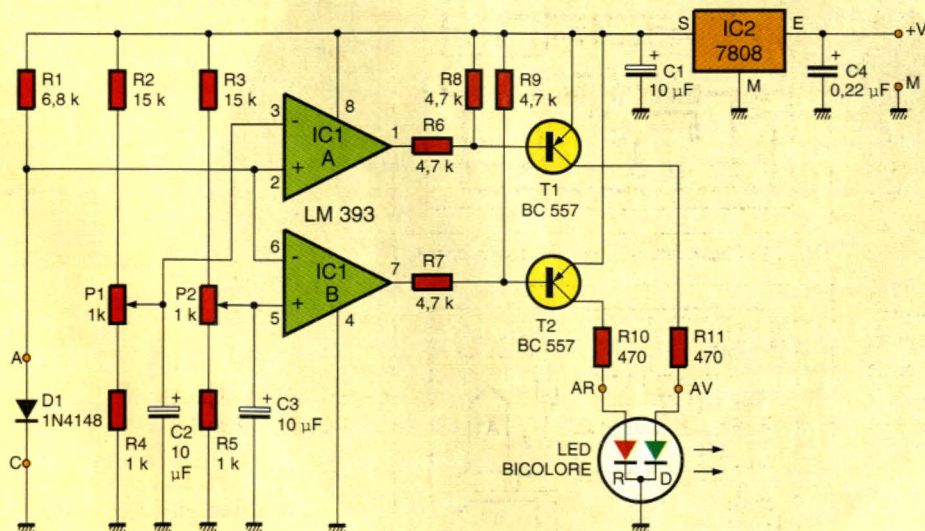 R1
6,8 k
R2
15 k
R3
15 k
R8
4,7 k
R9
4,7 k
S
IC2
7808
E
+V
M
M
C1
10 µF
C4
0,22 µF
+
+
3
-
8
IC1
A
1
+
2
R6
4,7 k
T1
BC 557
LM 393
6
-
IC1
B
7
+
5
4
R7
4,7 k
T2
BC 557
P1
1k
P2
1 k
R10
470
R11
470
A
D1
1N4148
C
R4
1 k
+
C2
10
µF
R5
1 k
+
C3
10 µF
AR
AV
LED
BICOLORE
R
D